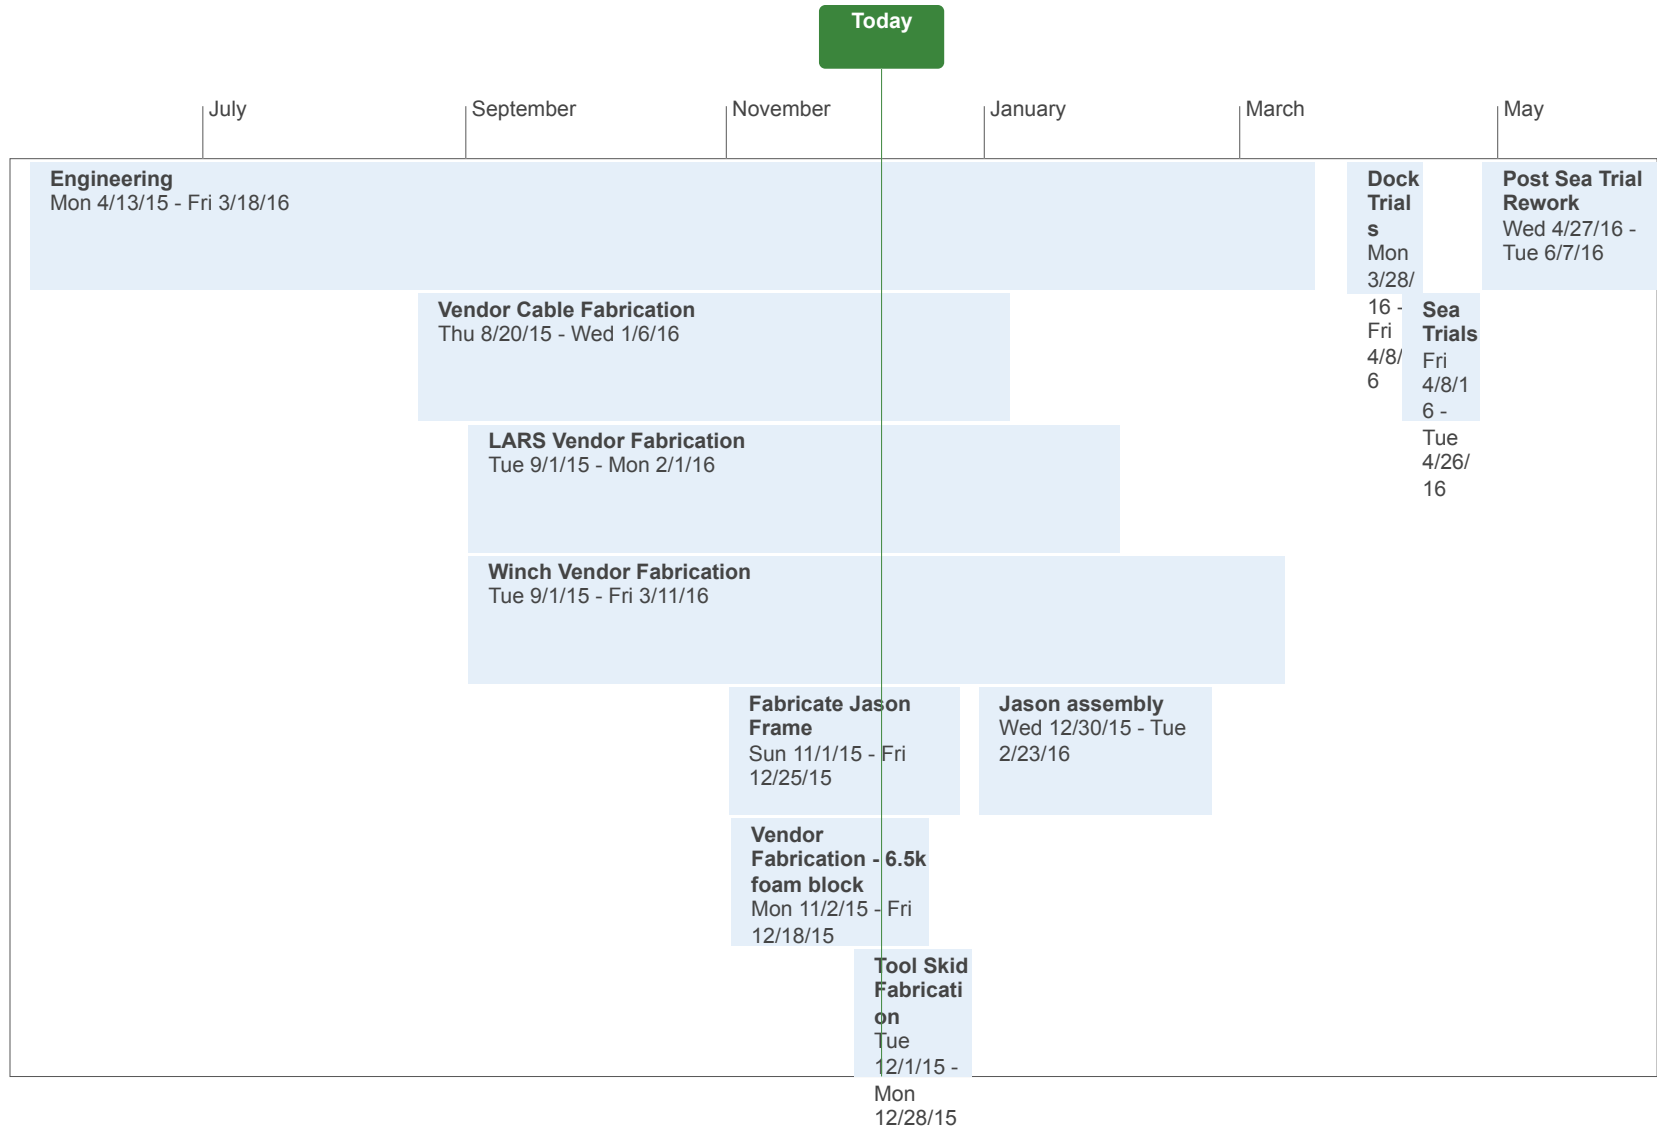 Today
July
September
November
January
March
May
Engineering
Mon 4/13/15 - Fri 3/18/16
Dock
Trial
s
Mon
3/28/
16 -
Fri
4/8/
6
Post Sea Trial
Rework
Wed 4/27/16 -
Tue 6/7/16
Vendor Cable Fabrication
Thu 8/20/15 - Wed 1/6/16
Sea
Trials
Fri
4/8/1
6 -
Tue
4/26/
16
LARS Vendor Fabrication
Tue 9/1/15 - Mon 2/1/16
Winch Vendor Fabrication
Tue 9/1/15 - Fri 3/11/16
Fabricate Jason
Frame
Sun 11/1/15 - Fri
12/25/15
Jason assembly
Wed 12/30/15 - Tue
2/23/16
Vendor
Fabrication - 6.5k
foam block
Mon 11/2/15 - Fri
12/18/15
Tool Skid
Fabricati
on
Tue
12/1/15 -
Mon
12/28/15